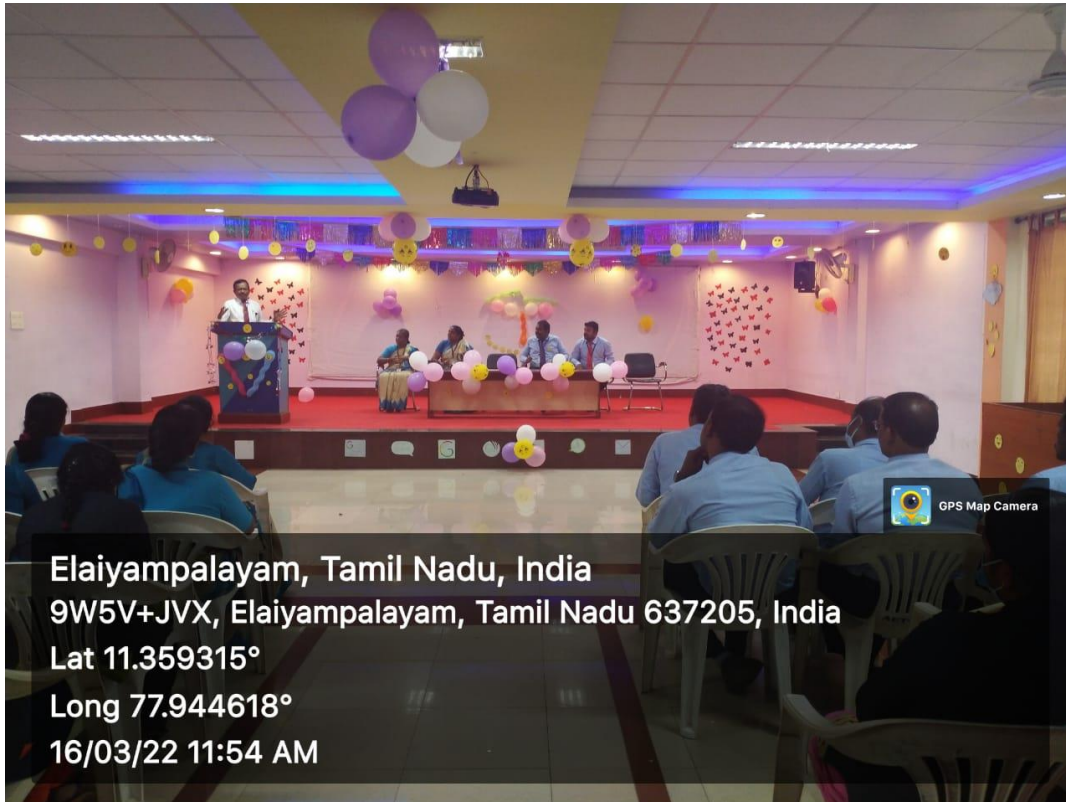 GPS Map Camera
Elaiyampalayam, Tamil Nadu, India
9W5V+JVX, Elaiyampalayam, Tamil Nadu 637205, India
Lat 11.359315°
Long 77.944618°
16/03/22 11:54 AM